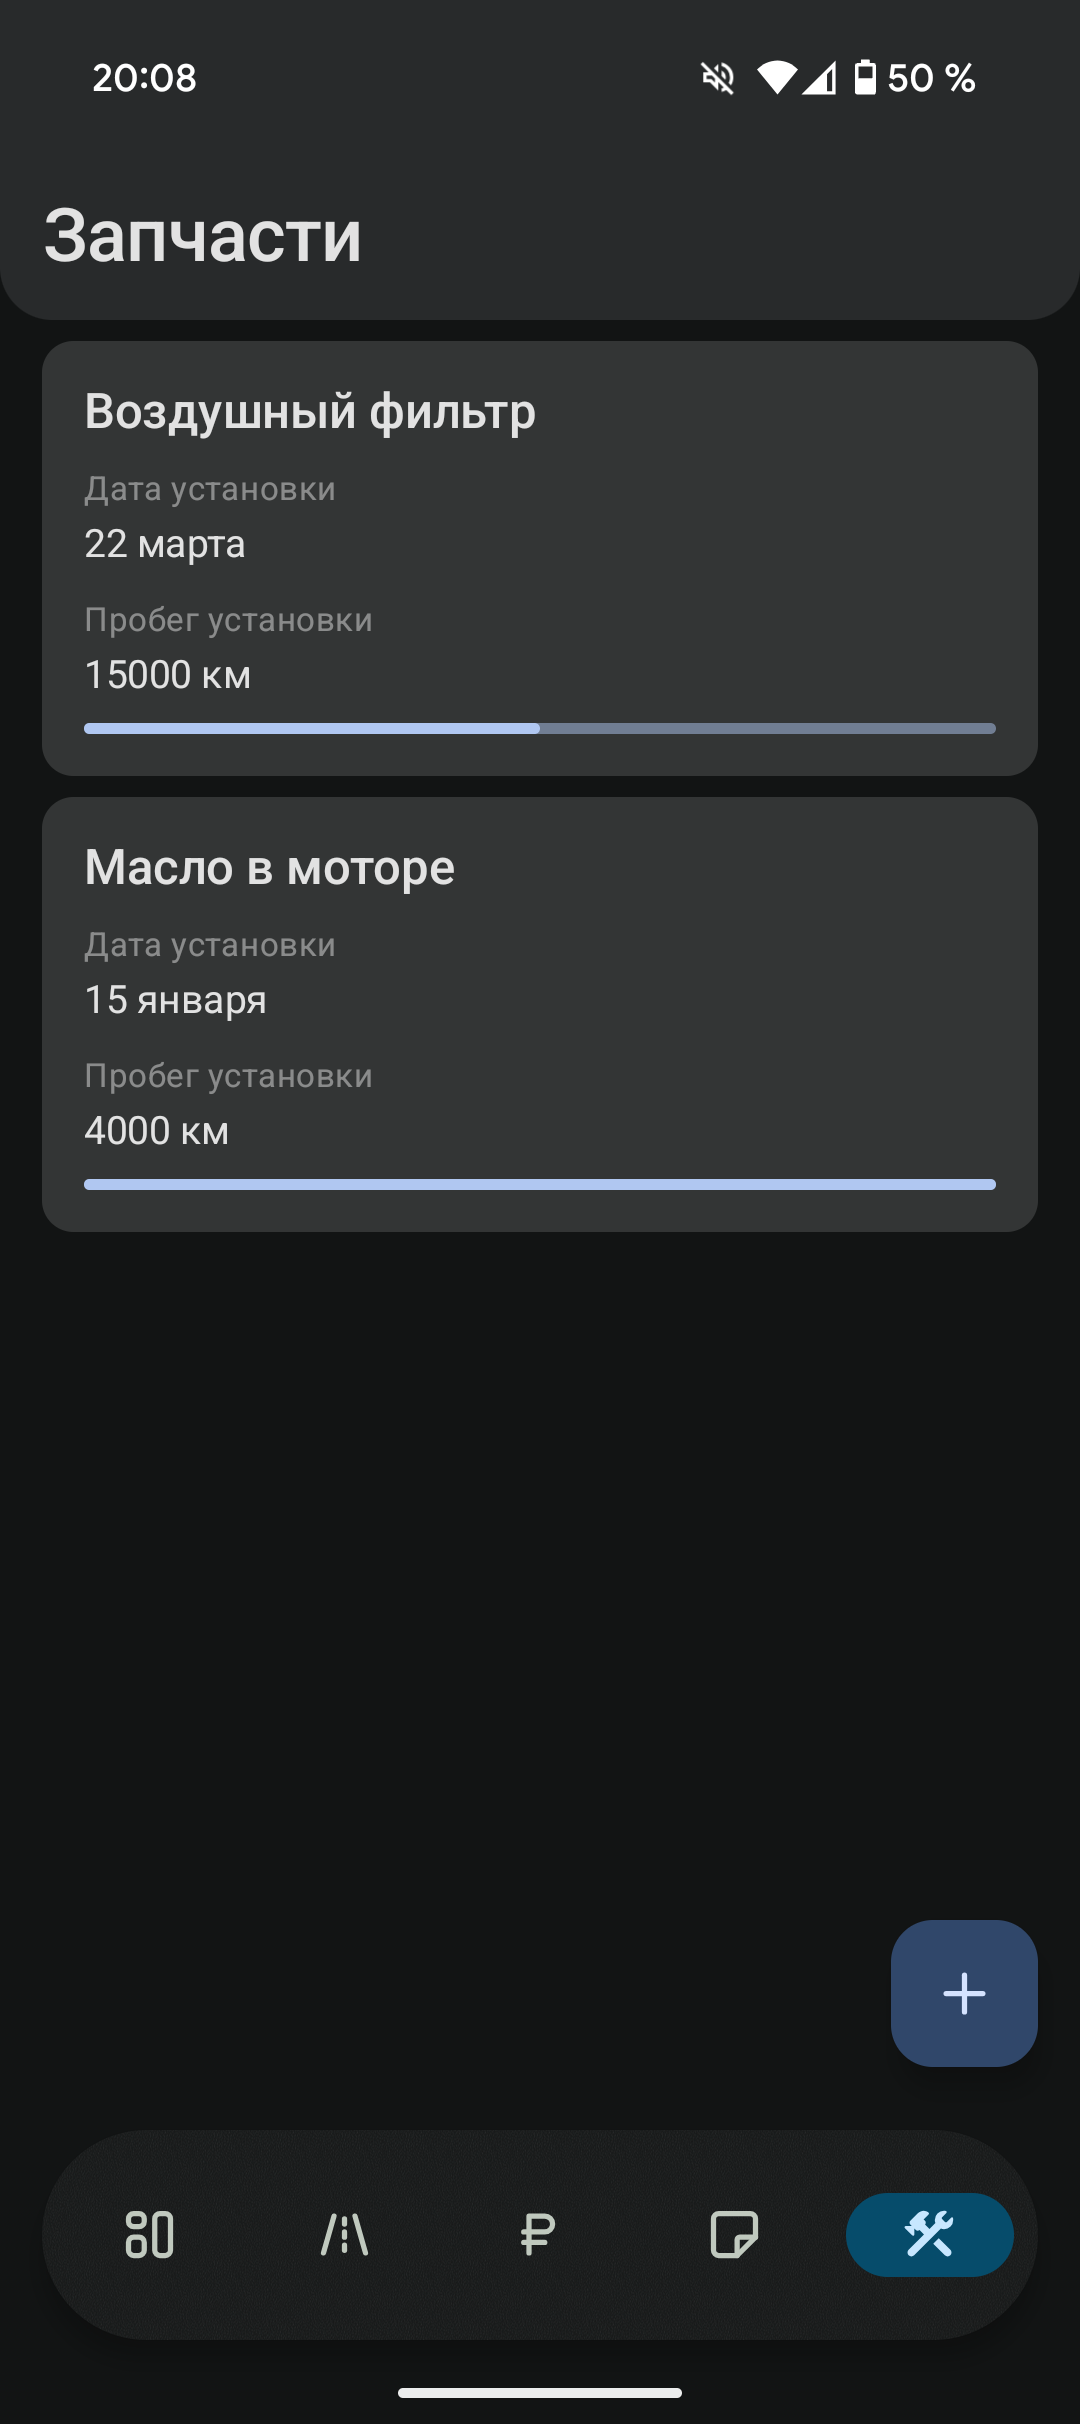 20:08
50 %
Запчасти
Воздушный фильтр
Дата установки
22 марта
Пробег установки
15000 км
Масло в моторе
Дата установки
15 января
Пробег установки
4000 км